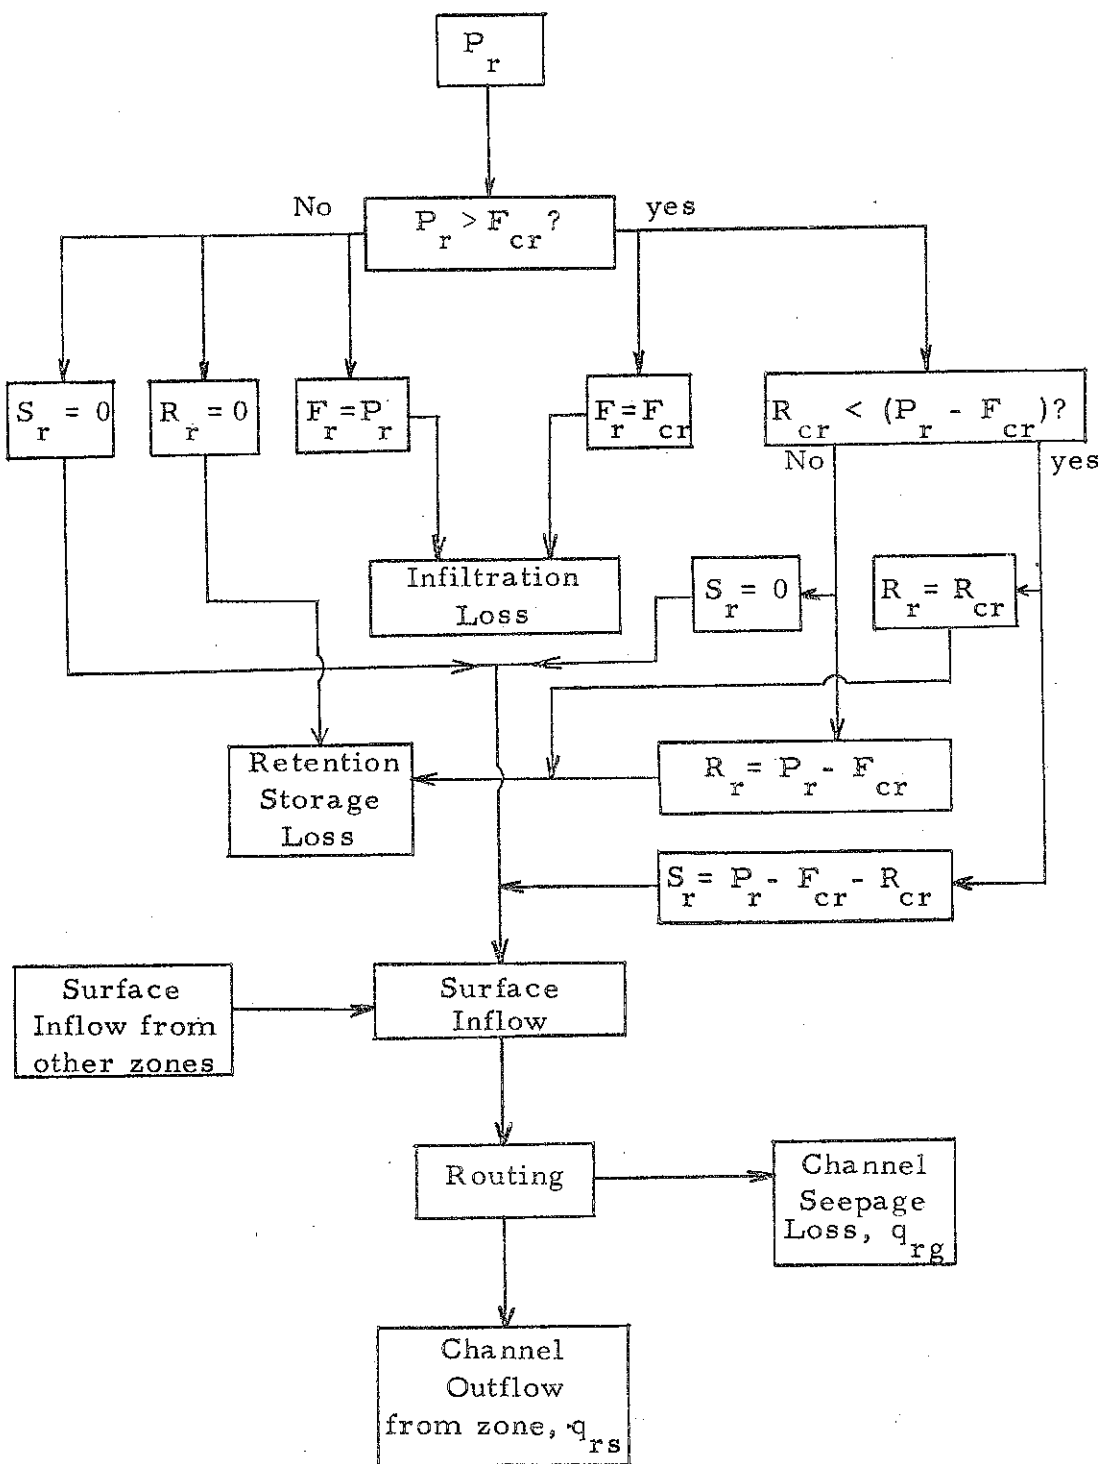 P_r
No
P_r > F_cr?
yes
S_r = 0
R_r = 0
F_r = P_r
F_r = F_cr
R_cr < (P_r - F_cr)?
No
yes
Infiltration
Loss
S_r = 0
R_r = R_cr
Retention
Storage
Loss
R_r = P_r - F_cr
S_r = P_r - F_cr - R_cr
Surface
Inflow from
other zones
Surface
Inflow
Routing
Channel
Seepage
Loss, q_rg
Channel
Outflow
from zone, q_rs